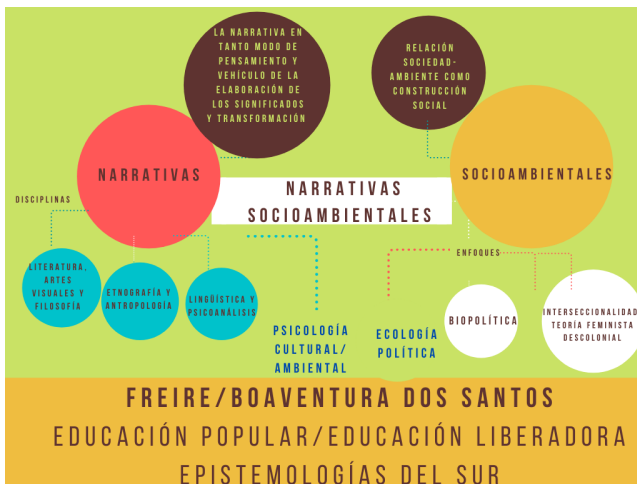 LA NARRATIVA EN
TANTO MODO DE
PENSAMIENTO Y
VEHÍCULO DE LA
ELABORACIÓN DE
LOS SIGNIFICADOS
Y TRANSFORMACIÓN
RELACIÓN
SOCIEDAD-
AMBIENTE COMO
CONSTRUCCIÓN
SOCIAL
NARRATIVAS
SOCIOAMBIENTALES
NARRATIVAS
SOCIOAMBIENTALES
DISCIPLINAS
ENFOQUES
LITERATURA,
ARTES
VISUALES Y
FILOSOFÍA
ETNOGRAFÍA Y
ANTROPOLOGÍA
LINGÜÍSTICA Y
PSICOANÁLISIS
PSICOLOGÍA
CULTURAL/
AMBIENTAL
ECOLOGÍA
POLÍTICA
BIOPOLÍTICA
INTERSECCIONALIDAD
TEORÍA FEMINISTA
DESCOLONIAL
FREIRE/BOAVENTURA DOS SANTOS
EDUCACIÓN POPULAR/EDUCACIÓN LIBERADORA
EPISTEMOLOGÍAS DEL SUR